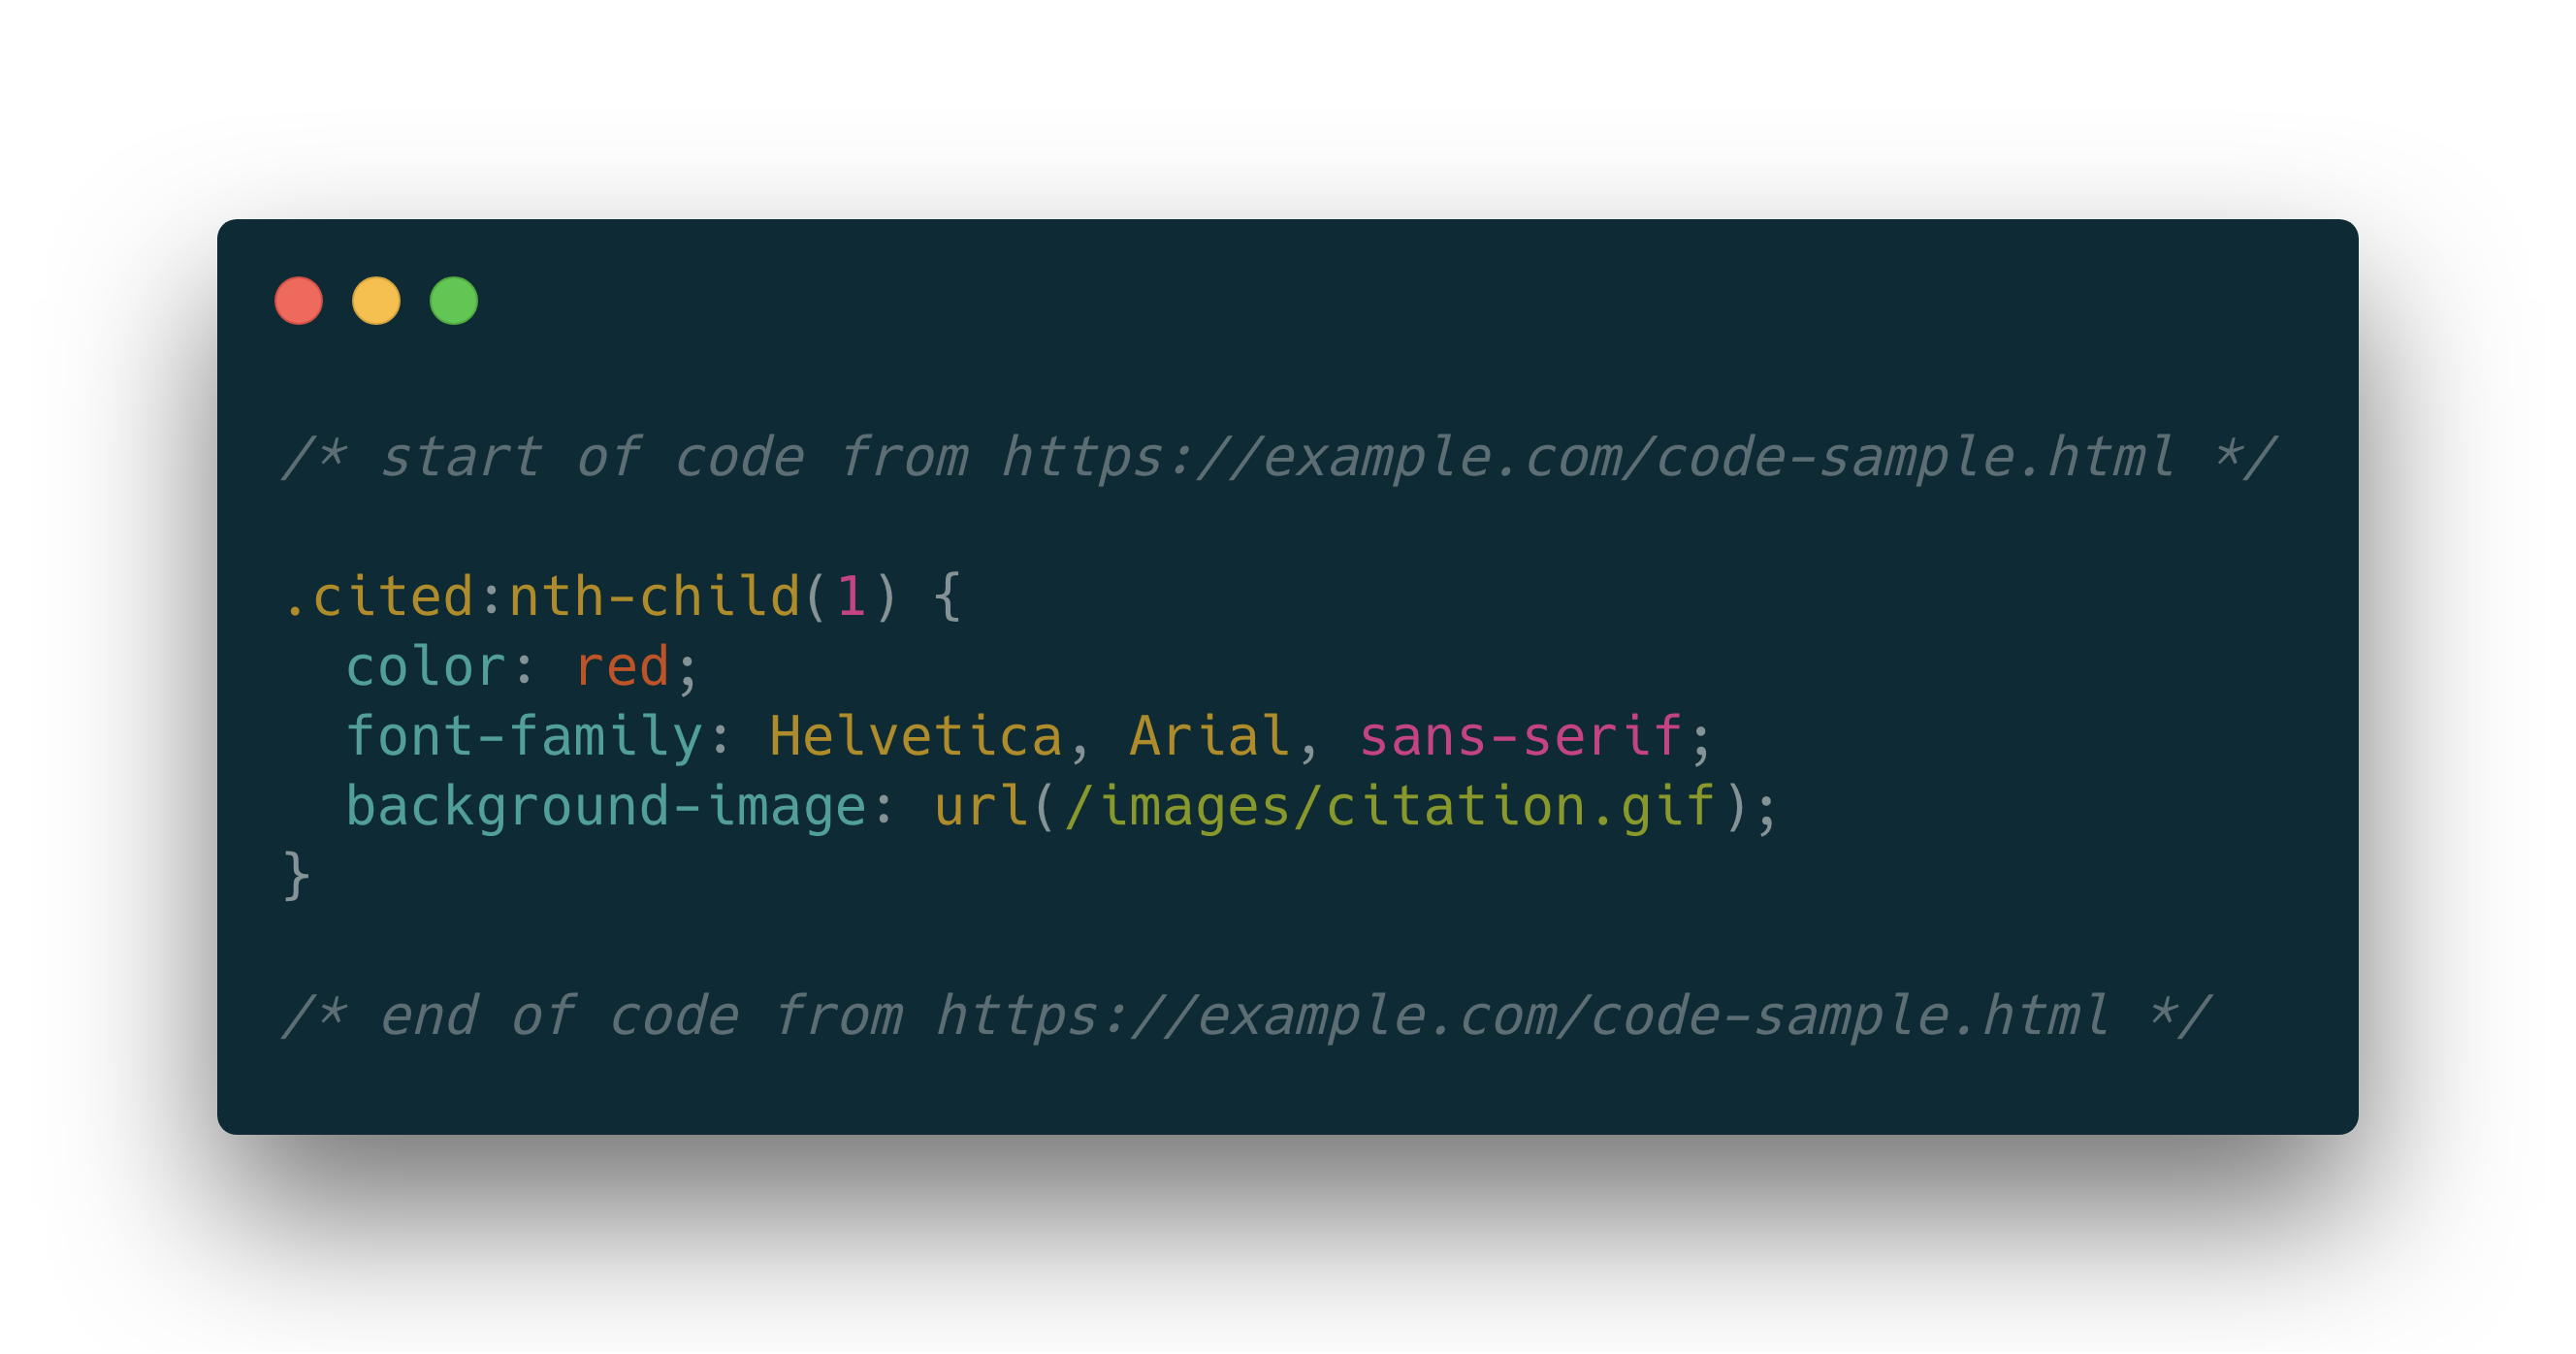 /* start of code from https://example.com/code-sample.html */
.cited:nth-child(1) {
  color: red;
  font-family: Helvetica, Arial, sans-serif;
  background-image: url(/images/citation.gif);
}
/* end of code from https://example.com/code-sample.html */